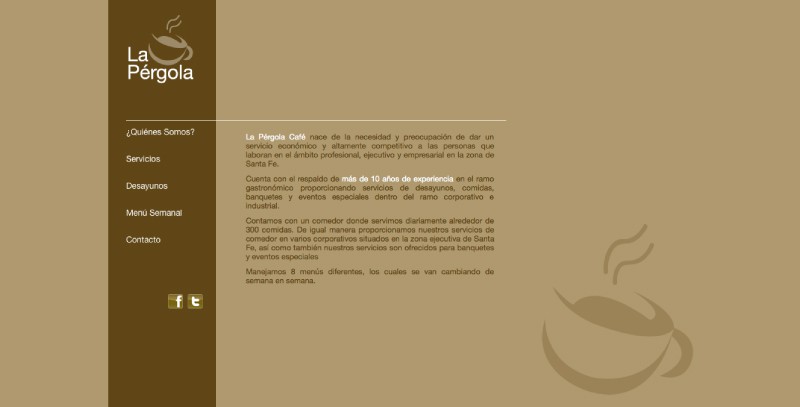 La
Pérgola
¿Quiénes Somos?
Servicios
Desayunos
Menú Semanal
Contacto
f t
La Pérgola Café nace de la necesidad y preocupación de dar un
servicio económico y altamente competitivo a las personas que
laboran en el ámbito profesional, ejecutivo y empresarial en la zona de
Santa Fe.
Cuenta con el respaldo de más de 10 años de experiencia en el ramo
gastronómico proporcionando servicios de desayunos, comidas,
banquetes y eventos especiales dentro del ramo corporativo e
industrial.
Contamos con un comedor donde servimos diariamente alrededor de
300 comidas. De igual manera proporcionamos nuestros servicios de
comedor en varios corporativos situados en la zona ejecutiva de Santa
Fe, así como también nuestros servicios son ofrecidos para banquetes
y eventos especiales
Manejamos 8 menús diferentes, los cuales se van cambiando de
semana en semana.